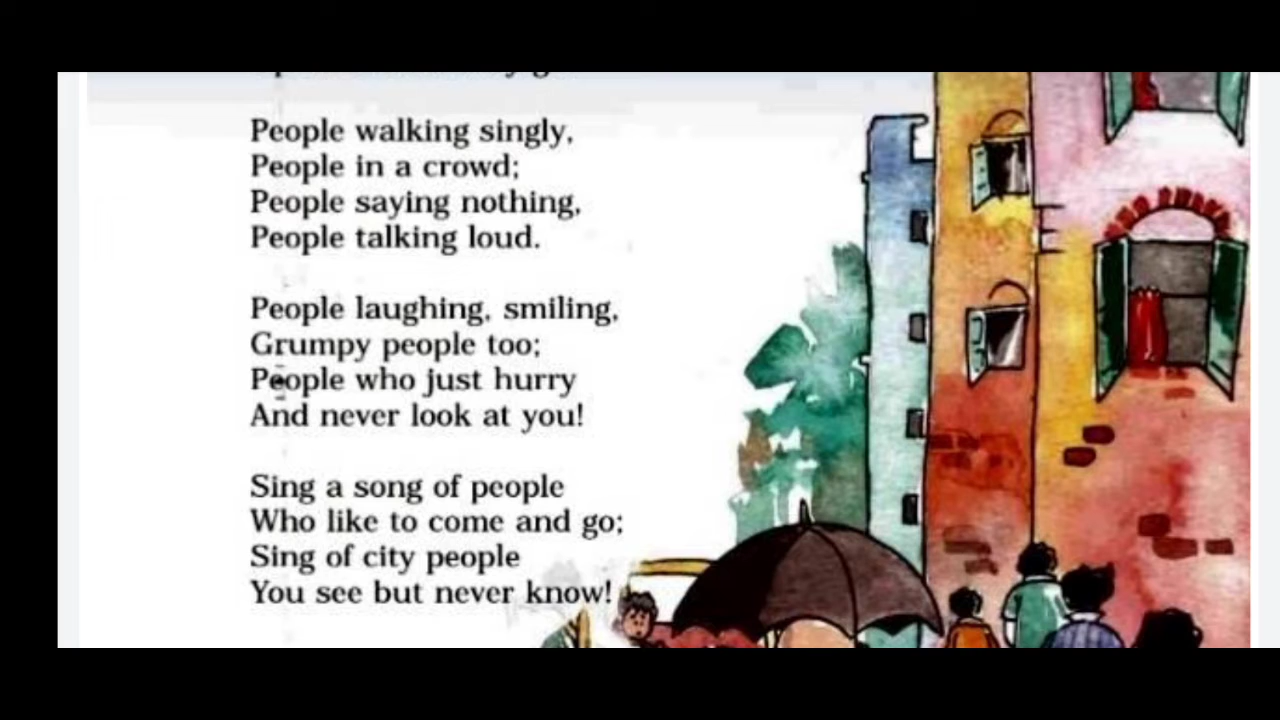 People walking singly,
People in a crowd;
People saying nothing,
People talking loud.
People laughing, smiling,
Grumpy people too;
People who just hurry
And never look at you!
Sing a song of people
Who like to come and go;
Sing of city people
You see but never know!